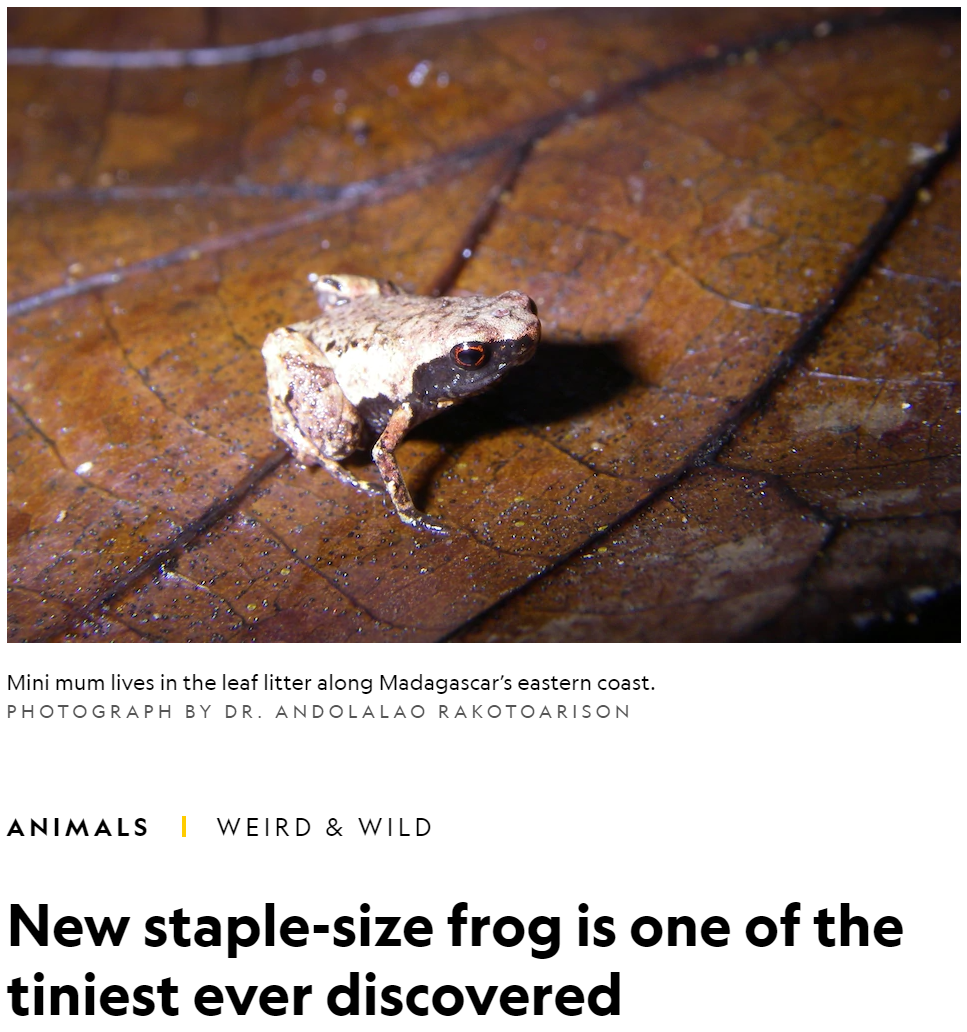 Mini mum lives in the leaf litter along Madagascar’s eastern coast.
PHOTOGRAPH BY DR. ANDOLALAO RAKOTOARISON
ANIMALS | WEIRD & WILD
New staple-size frog is one of the
tiniest ever discovered